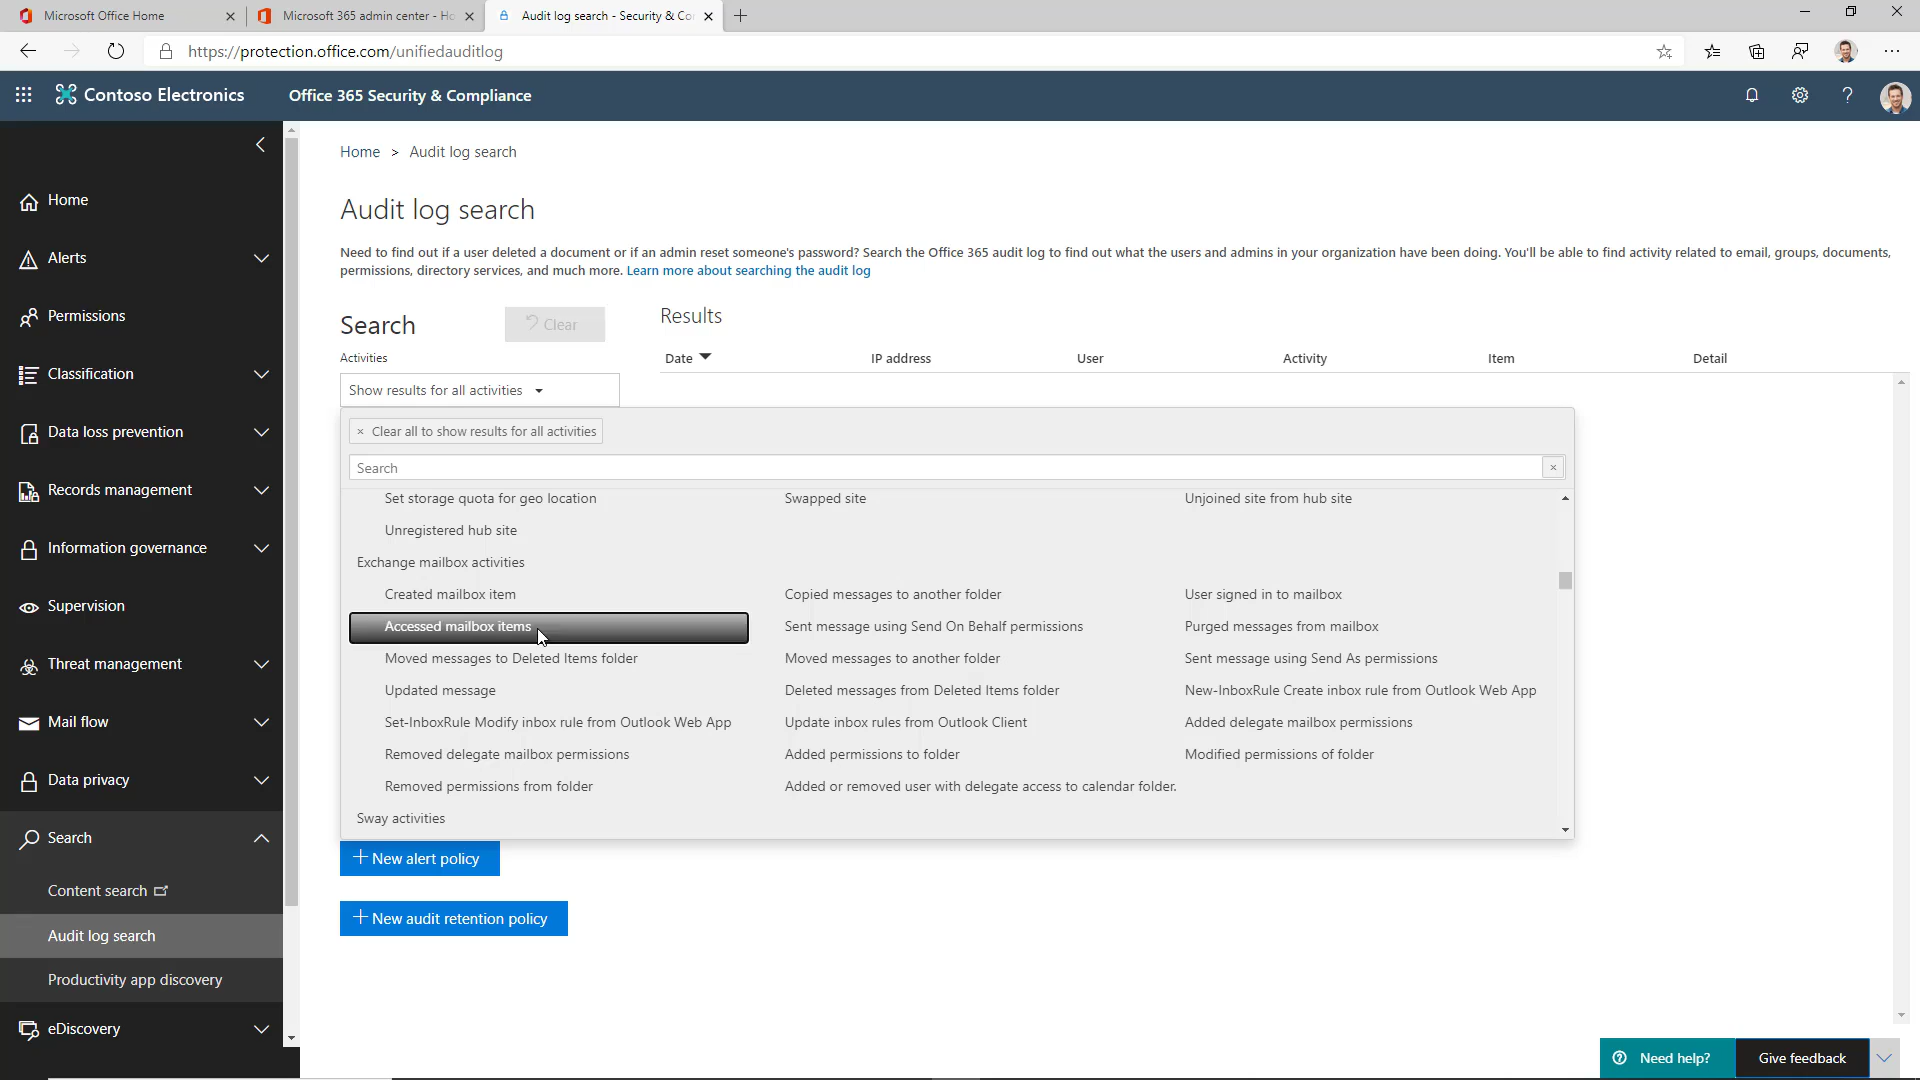 Microsoft Office Home
Microsoft 365 admin center - Ho
Audit log search - Security & Co
https://protection.office.com/unifiedauditlog
Contoso Electronics
Office 365 Security & Compliance
Home > Audit log search
Home
Alerts
Permissions
Classification
Data loss prevention
Records management
Information governance
Supervision
Threat management
Mail flow
Data privacy
Search
Content search
Audit log search
Productivity app discovery
eDiscovery
Audit log search
Need to find out if a user deleted a document or if an admin reset someone's password? Search the Office 365 audit log to find out what the users and admins in your organization have been doing. You'll be able to find activity related to email, groups, documents,
permissions, directory services, and much more. Learn more about searching the audit log
Search
Clear
Results
Activities
Date IP address User Activity Item Detail
Show results for all activities
× Clear all to show results for all activities
Search
Set storage quota for geo location Swapped site Unjoined site from hub site
Unregistered hub site
Exchange mailbox activities
Created mailbox item Copied messages to another folder User signed in to mailbox
Accessed mailbox items Sent message using Send On Behalf permissions Purged messages from mailbox
Moved messages to Deleted Items folder Moved messages to another folder Sent message using Send As permissions
Updated message Deleted messages from Deleted Items folder New-InboxRule Create inbox rule from Outlook Web App
Set-InboxRule Modify inbox rule from Outlook Web App Update inbox rules from Outlook Client Added delegate mailbox permissions
Removed delegate mailbox permissions Added permissions to folder Modified permissions of folder
Removed permissions from folder Added or removed user with delegate access to calendar folder.
Sway activities
+ New alert policy
+ New audit retention policy
Need help?
Give feedback